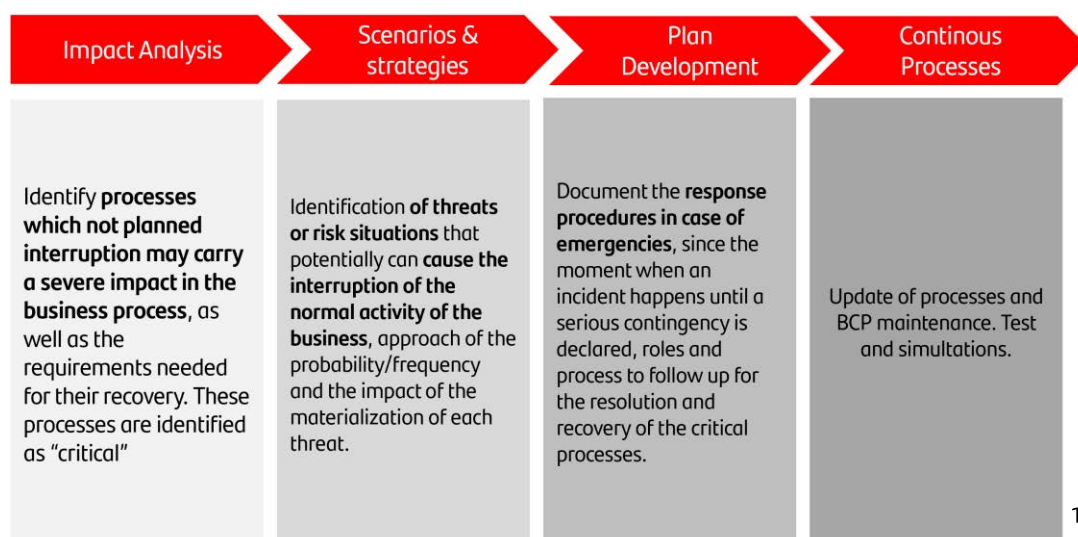 Impact Analysis
Scenarios &
strategies
Plan
Development
Continous
Processes
Identify processes
which not planned
interruption may carry
a severe impact in the
business process, as
well as the
requirements needed
for their recovery. These
processes are identified
as “critical”
Identification of threats
or risk situations that
potentially can cause the
interruption of the
normal activity of the
business, approach of the
probability/frequency
and the impact of the
materialization of each
threat.
Document the response
procedures in case of
emergencies, since the
moment when an
incident happens until a
serious contingency is
declared, roles and
process to follow up for
the resolution and
recovery of the critical
processes.
Update of processes and
BCP maintenance. Test
and simultations.
1